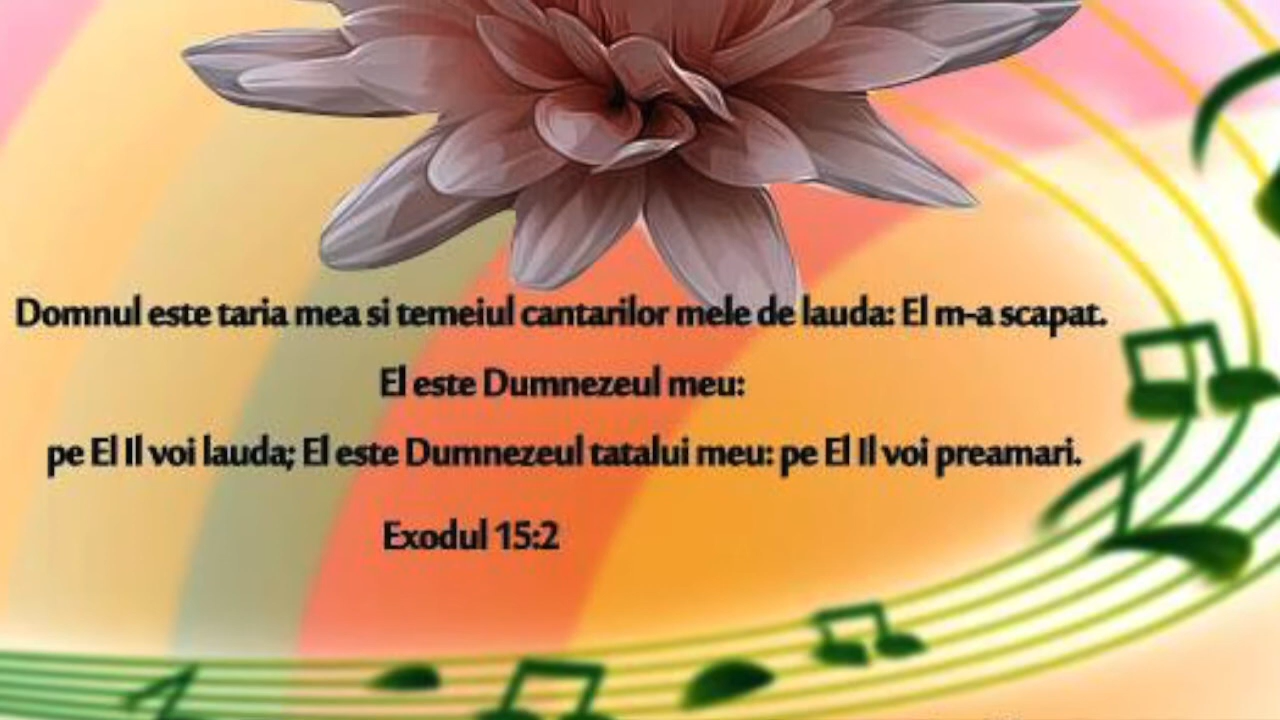 Domnul este taria mea si temeiul cantarilor mele de lauda: El m-a scapat.
El este Dumnezeul meu:
pe El Il voi lauda; El este Dumnezeul tatalui meu: pe El Il voi preamari.
Exodul 15:2